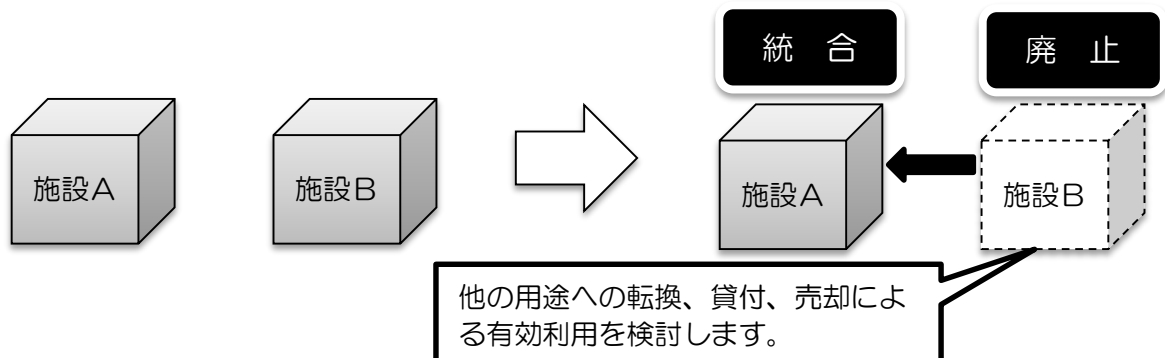 統　合
廃　止
施設A
施設B
施設A
施設B
他の用途への転換、貸付、売却によ
る有効利用を検討します。